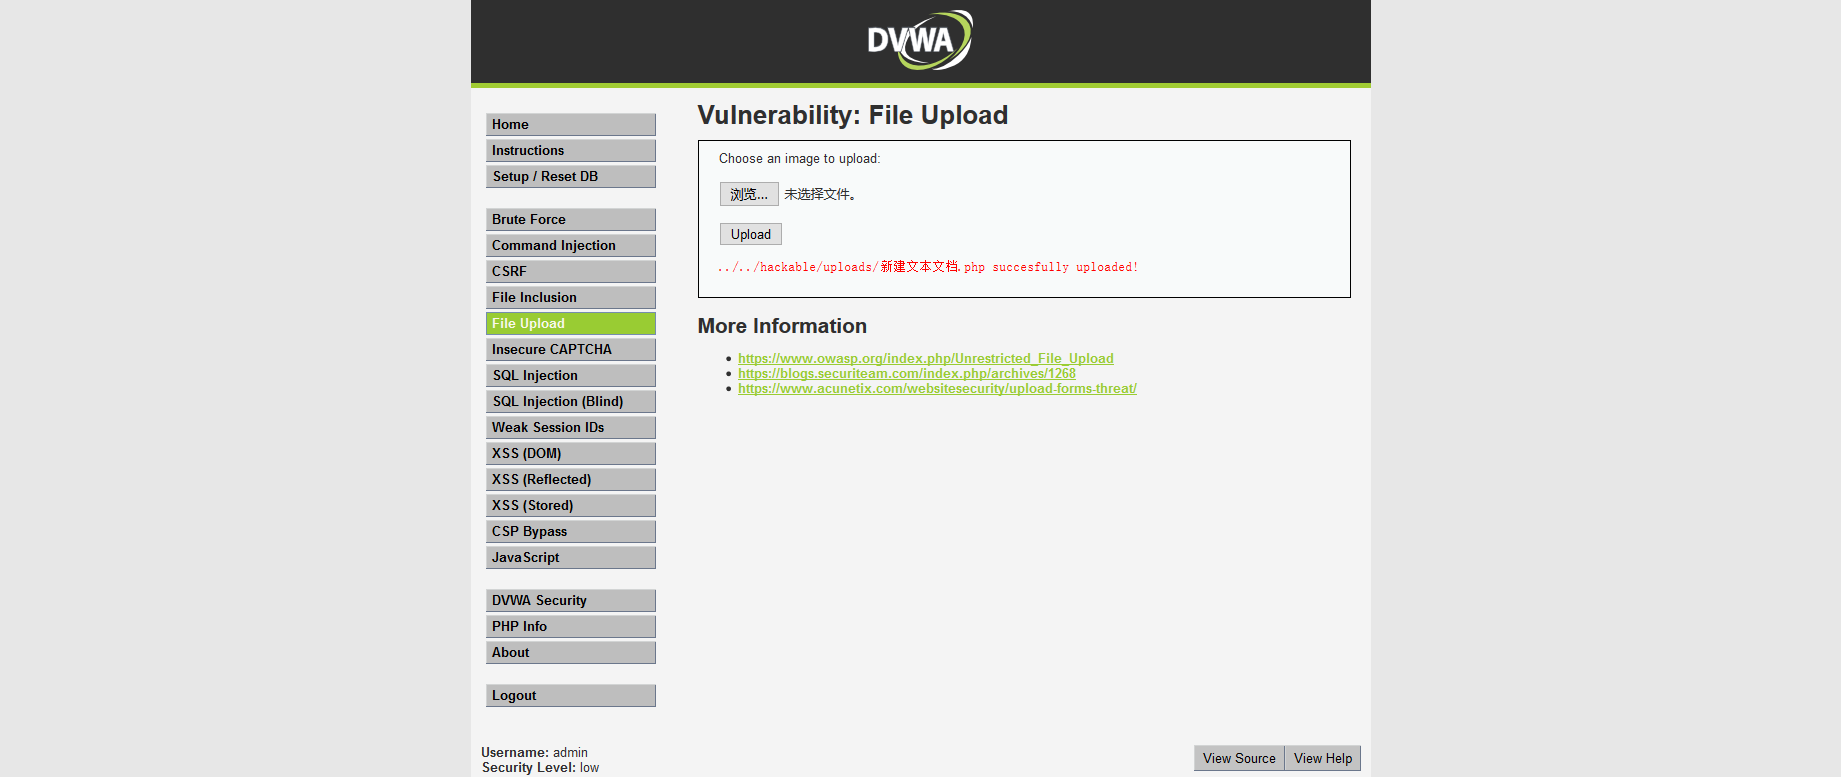 DVWA
Home
Instructions
Setup / Reset DB
Brute Force
Command Injection
CSRF
File Inclusion
File Upload
Insecure CAPTCHA
SQL Injection
SQL Injection (Blind)
Weak Session IDs
XSS (DOM)
XSS (Reflected)
XSS (Stored)
CSP Bypass
JavaScript
DVWA Security
PHP Info
About
Logout
Vulnerability: File Upload
Choose an image to upload:
浏览... 未选择文件。
Upload
../../hackable/uploads/新建文本文档.php succesfully uploaded!
More Information
https://www.owasp.org/index.php/Unrestricted_File_Upload
https://blogs.securiteam.com/index.php/archives/1268
https://www.acunetix.com/websitesecurity/upload-forms-threat/
Username: admin
Security Level: low
View Source View Help